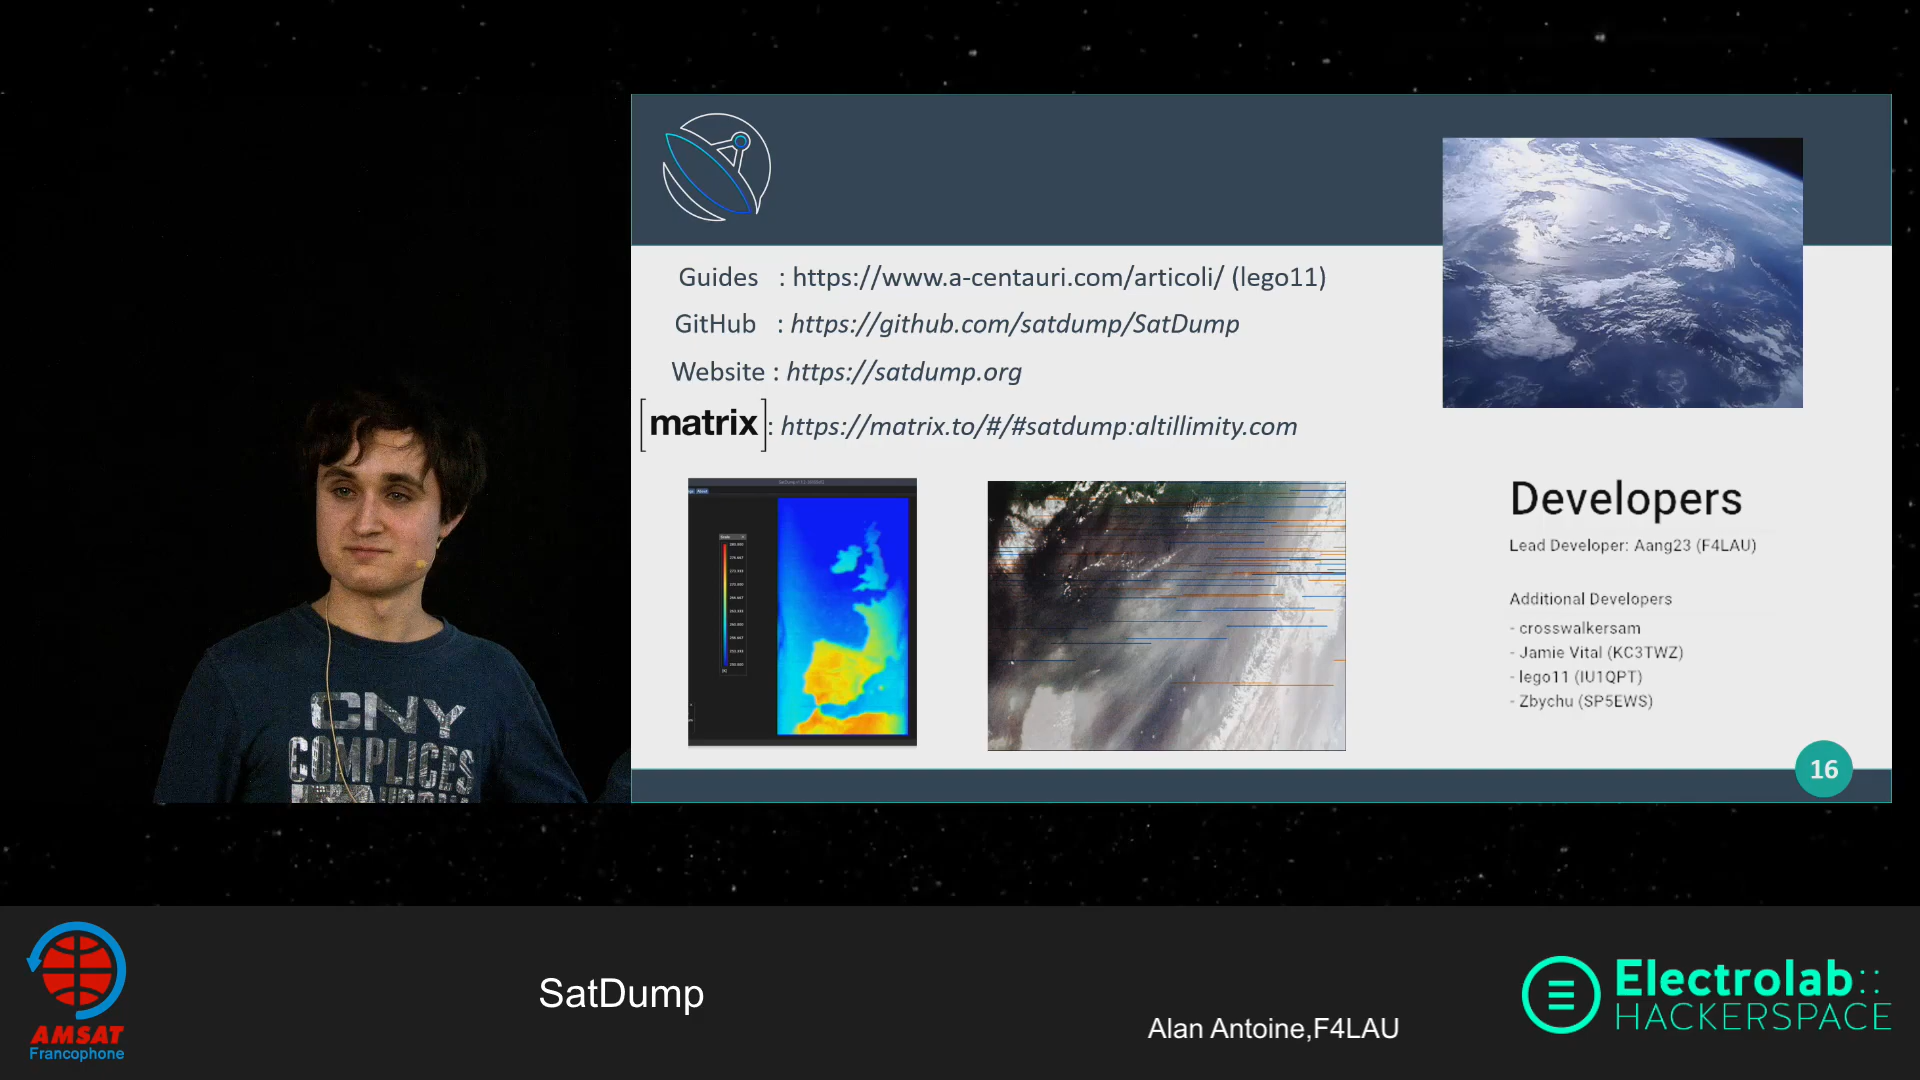 Guides : https://www.a-centauri.com/articoli/ (lego11)
GitHub : https://github.com/satdump/SatDump
Website : https://satdump.org
[matrix]: https://matrix.to/#/#satdump:altillimity.com
Developers
Lead Developer: Aang23 (F4LAU)
Additional Developers
- crosswalkersam
- Jamie Vital (KC3TWZ)
- lego11 (IU1QPT)
- Zbychu (SP5EWS)
16
CNY
COMPLICES
AMSAT
Francophone
SatDump
Alan Antoine,F4LAU
Electrolab::
HACKERSPACE